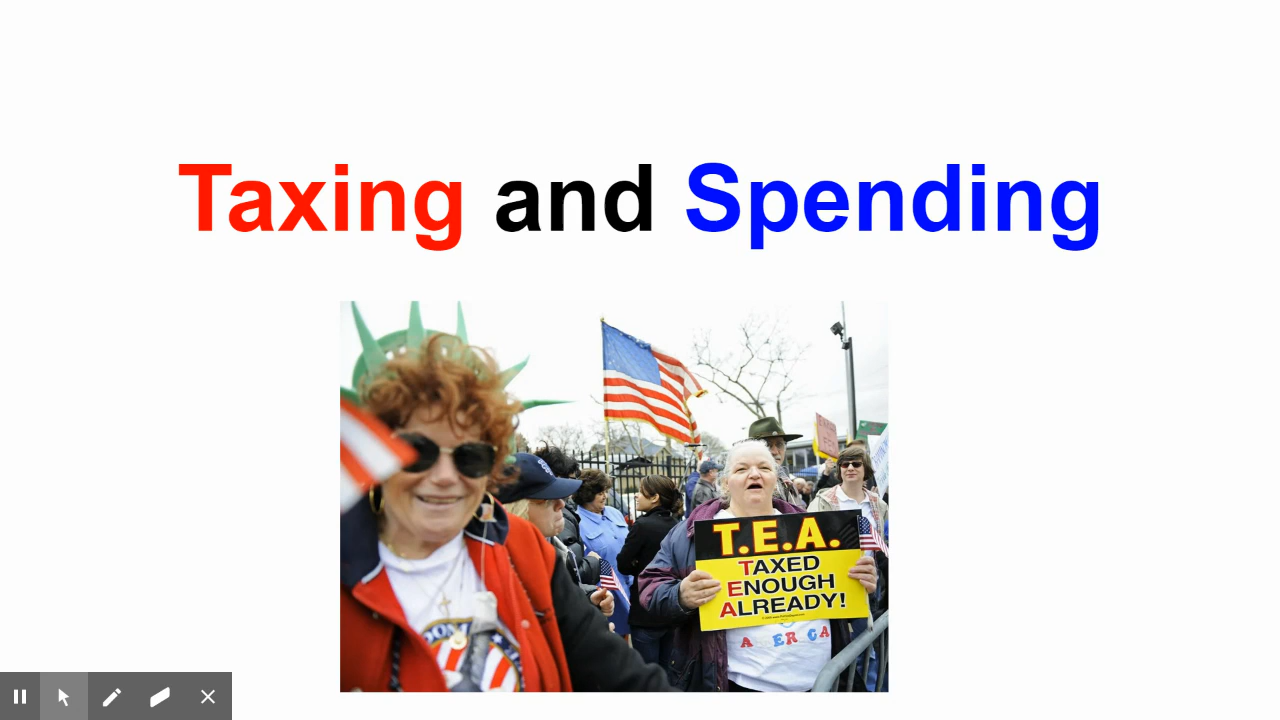 Taxing and Spending
T.E.A.
TAXED
ENOUGH
ALREADY!